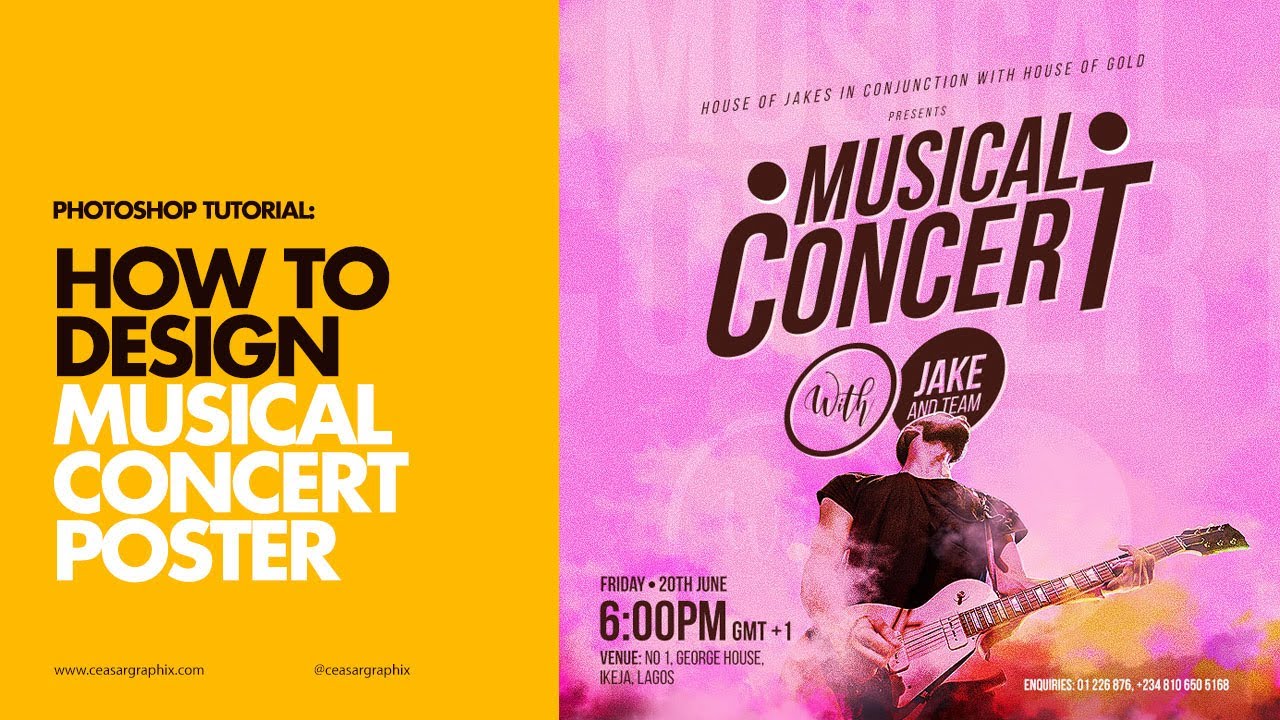 PHOTOSHOP TUTORIAL:
HOW TO
DESIGN
MUSICAL
CONCERT
POSTER
www.ceasargraphix.com
@ceasargraphix
HOUSE OF JAKES IN CONJUNCTION WITH HOUSE OF GOLD
PRESENTS
MUSICAL
CONCERT
With
JAKE
AND TEAM
FRIDAY • 20TH JUNE
6:00PM GMT +1
VENUE: NO 1, GEORGE HOUSE,
IKEJA, LAGOS
ENQUIRIES: 01 226 876, +234 810 650 5168